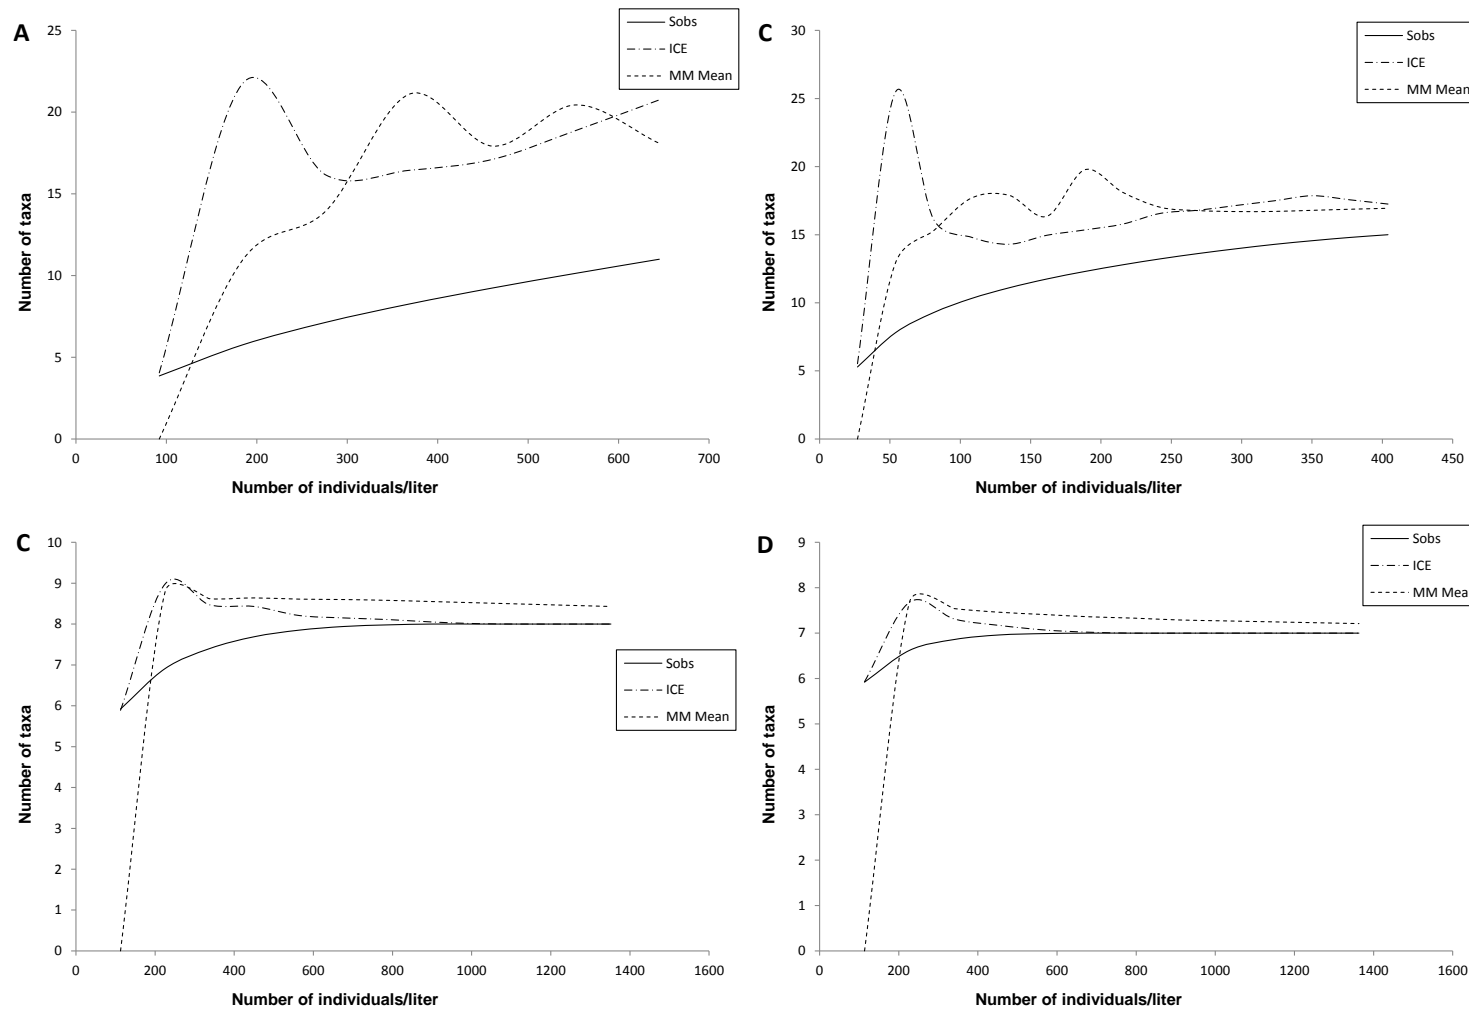 A
Sobs
ICE
MM Mean
25
20
15
10
5
0
0 100 200 300 400 500 600 700
Number of taxa
Number of individuals/liter
C
Sobs
ICE
MM Mean
30
25
20
15
10
5
0
0 50 100 150 200 250 300 350 400 450
Number of taxa
Number of individuals/liter
C
Sobs
ICE
MM Mean
10
9
8
7
6
5
4
3
2
1
0
0 200 400 600 800 1000 1200 1400 1600
Number of taxa
Number of individuals/liter
D
Sobs
ICE
MM Mean
9
8
7
6
5
4
3
2
1
0
0 200 400 600 800 1000 1200 1400 1600
Number of taxa
Number of individuals/liter